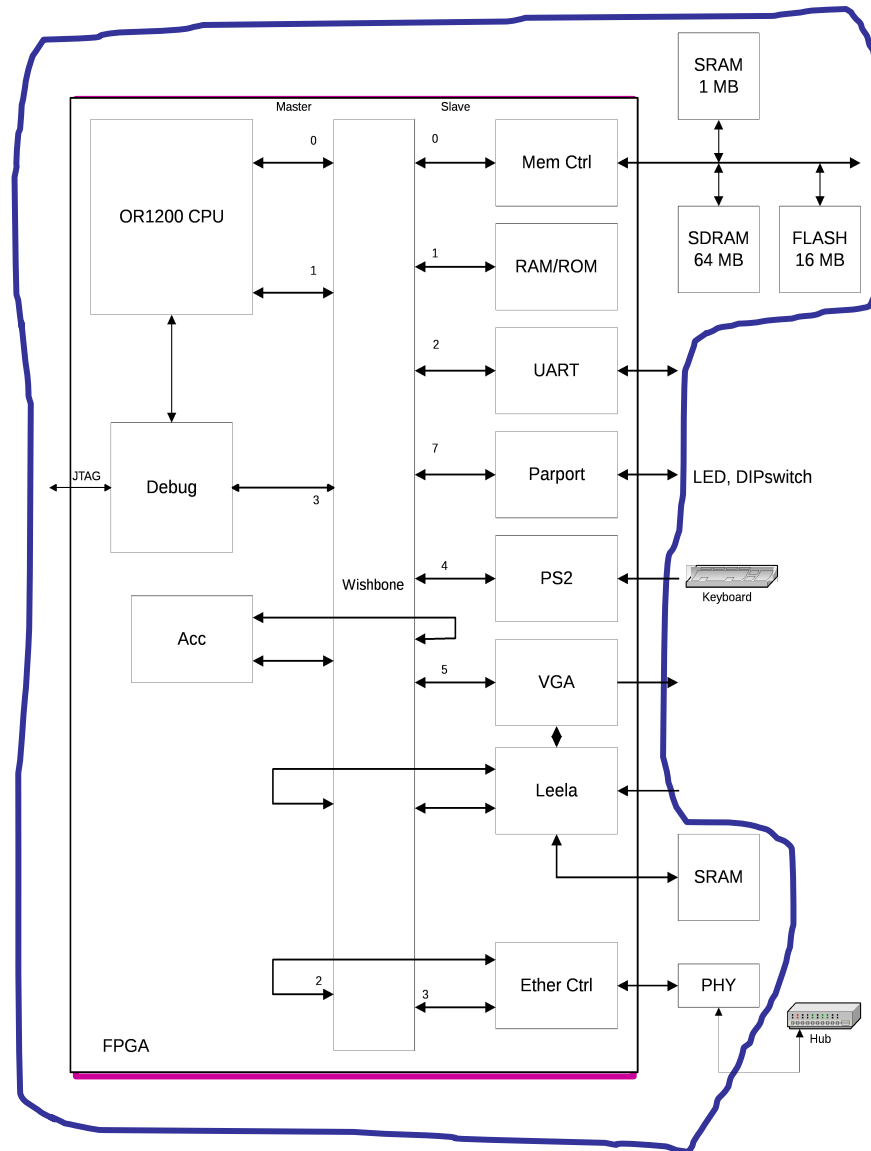 SRAM
1 MB
Master
Slave
0
0
OR1200 CPU
Mem Ctrl
SDRAM
64 MB
FLASH
16 MB
1
1
RAM/ROM
2
UART
7
JTAG
Debug
3
Parport
LED, DIPswitch
4
Wishbone
PS2
Keyboard
Acc
5
VGA
Leela
SRAM
2
3
Ether Ctrl
PHY
Hub
FPGA